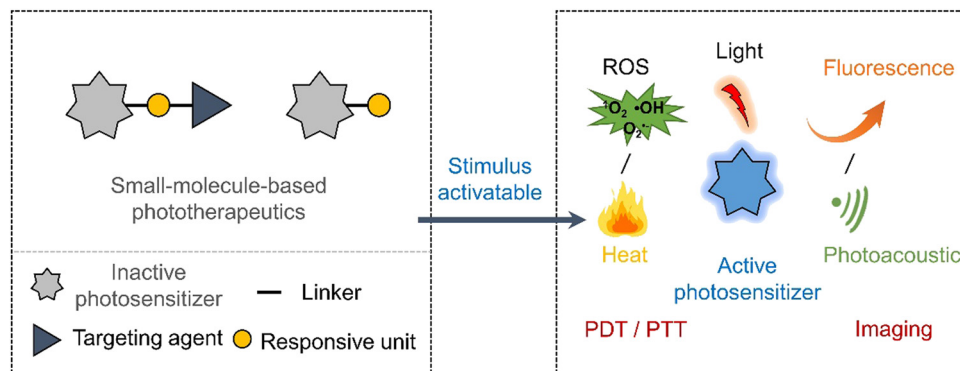 Small-molecule-based
phototherapeutics
Inactive
photosensitizer
Linker
Targeting agent
Responsive unit
Stimulus
activatable
ROS
¹O₂ •OH
O₂•⁻
Light
Fluorescence
/
/
Heat
Active
photosensitizer
Photoacoustic
PDT / PTT
Imaging